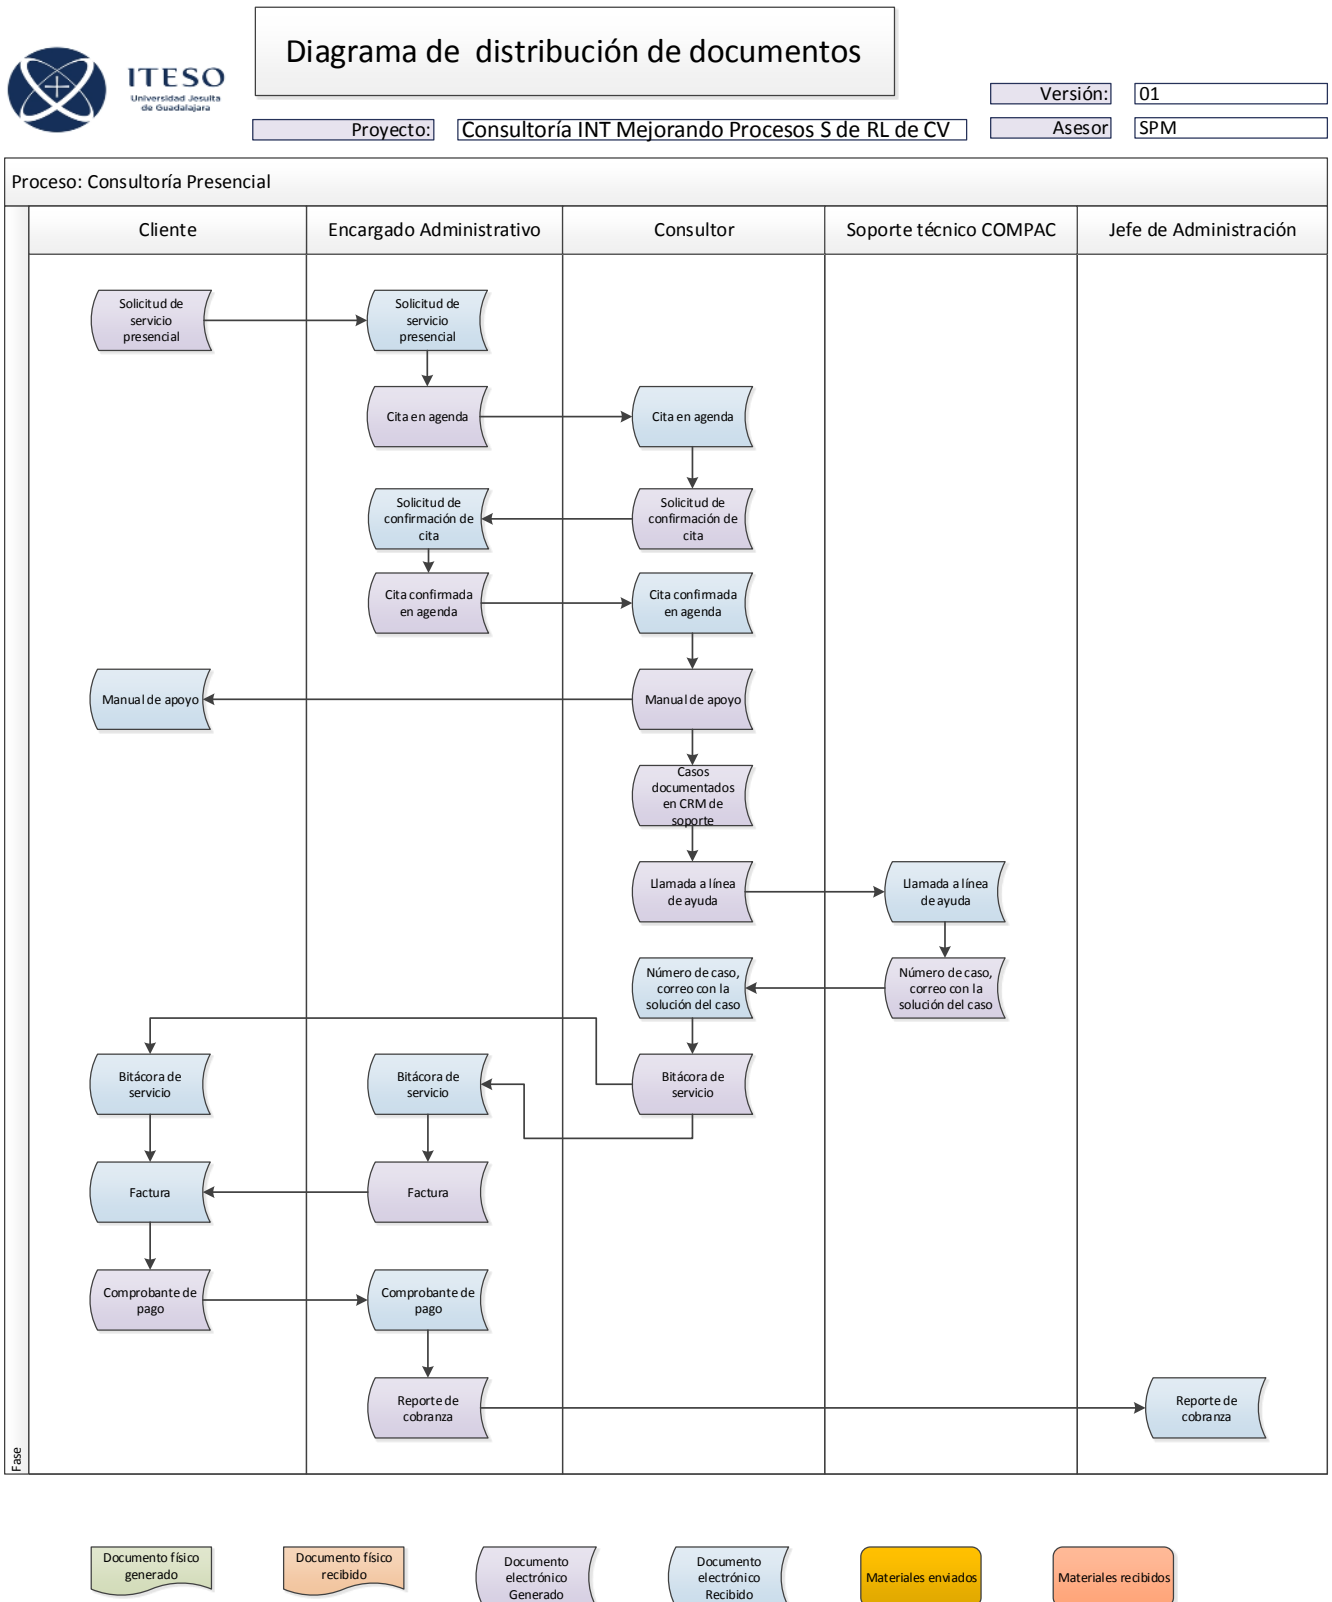 Diagrama de distribución de documentos
ITESO
Universidad Jesuita
de Guadalajara
Versión: 01
Proyecto: Consultoría INT Mejorando Procesos S de RL de CV
Asesor SPM
Proceso: Consultoría Presencial
Cliente
Encargado Administrativo
Consultor
Soporte técnico COMPAC
Jefe de Administración
Solicitud de
servicio
presencial
Solicitud de
servicio
presencial
Cita en agenda
Cita en agenda
Solicitud de
confirmación de
cita
Solicitud de
confirmación de
cita
Cita confirmada
en agenda
Cita confirmada
en agenda
Manual de apoyo
Manual de apoyo
Casos
documentados
en CRM de
soporte
Llamada a línea
de ayuda
Llamada a línea
de ayuda
Número de caso,
correo con la
solución del caso
Número de caso,
correo con la
solución del caso
Bitácora de
servicio
Bitácora de
servicio
Bitácora de
servicio
Factura
Factura
Comprobante de
pago
Comprobante de
pago
Reporte de
cobranza
Reporte de
cobranza
Fase
Documento físico
generado
Documento físico
recibido
Documento
electrónico
Generado
Documento
electrónico
Recibido
Materiales enviados
Materiales recibidos